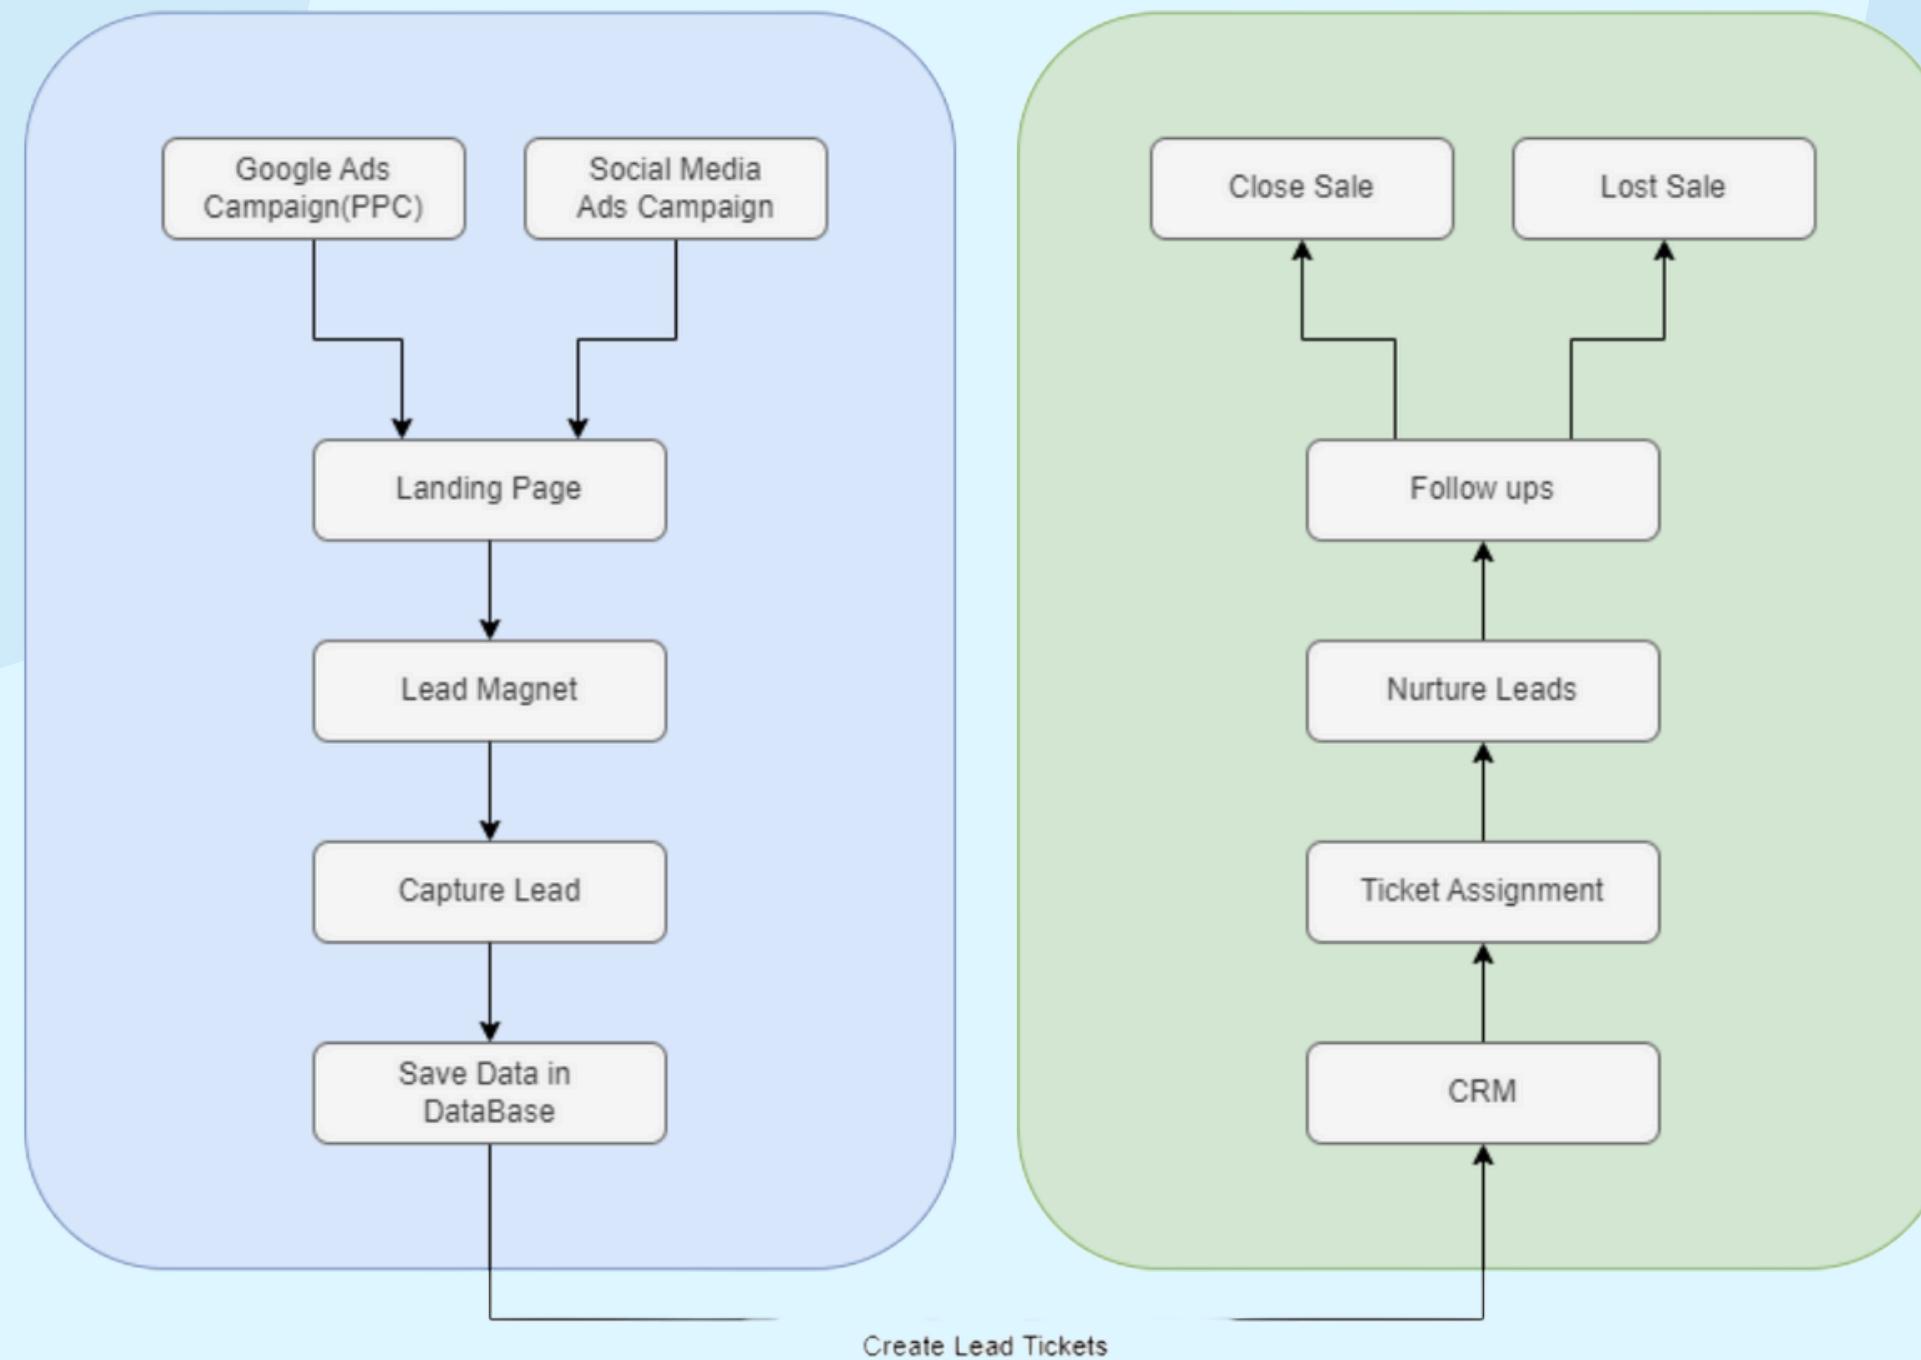 Google Ads
Campaign(PPC)
Social Media
Ads Campaign
Landing Page
Lead Magnet
Capture Lead
Save Data in
DataBase
Create Lead Tickets
CRM
Ticket Assignment
Nurture Leads
Follow ups
Close Sale
Lost Sale